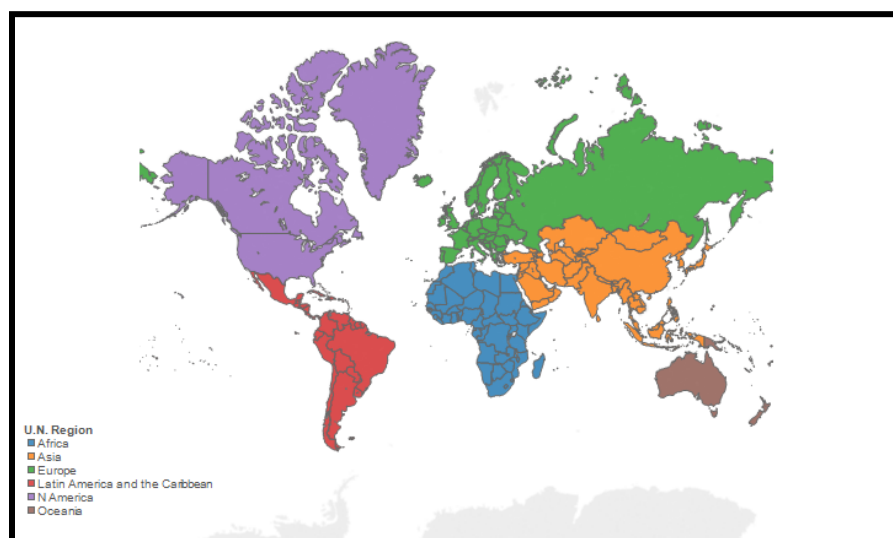 U.N. Region
Africa
Asia
Europe
Latin America and the Caribbean
N America
Oceania